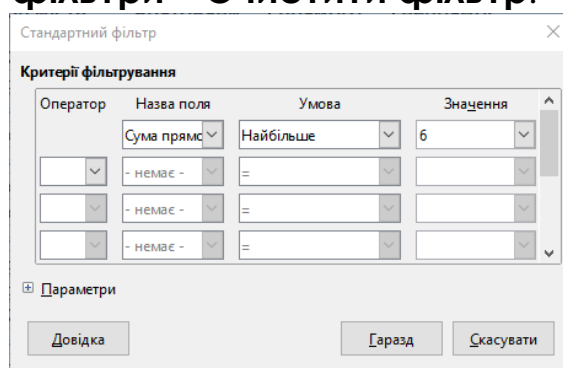 фільтри – Очистити фільтр.
Стандартний фільтр
Критерії фільтрування
Оператор Назва поля Умова Значення
Сума прямо Найбільше 6
- немає - =
- немає - =
- немає - =
Параметри
Довідка Гаразд Скасувати